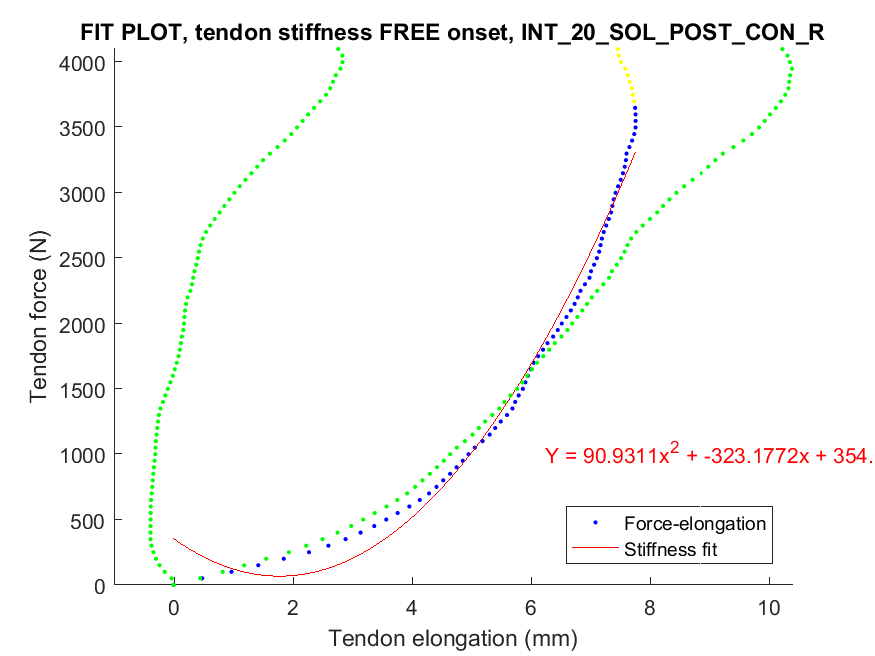 FIT PLOT, tendon stiffness FREE onset, INT_20_SOL_POST_CON_R
4000
3500
3000
2500
2000
1500
1000
500
0
Tendon force (N)
Y = 90.9311x² + -323.1772x + 354.
Force-elongation
Stiffness fit
0 2 4 6 8 10
Tendon elongation (mm)